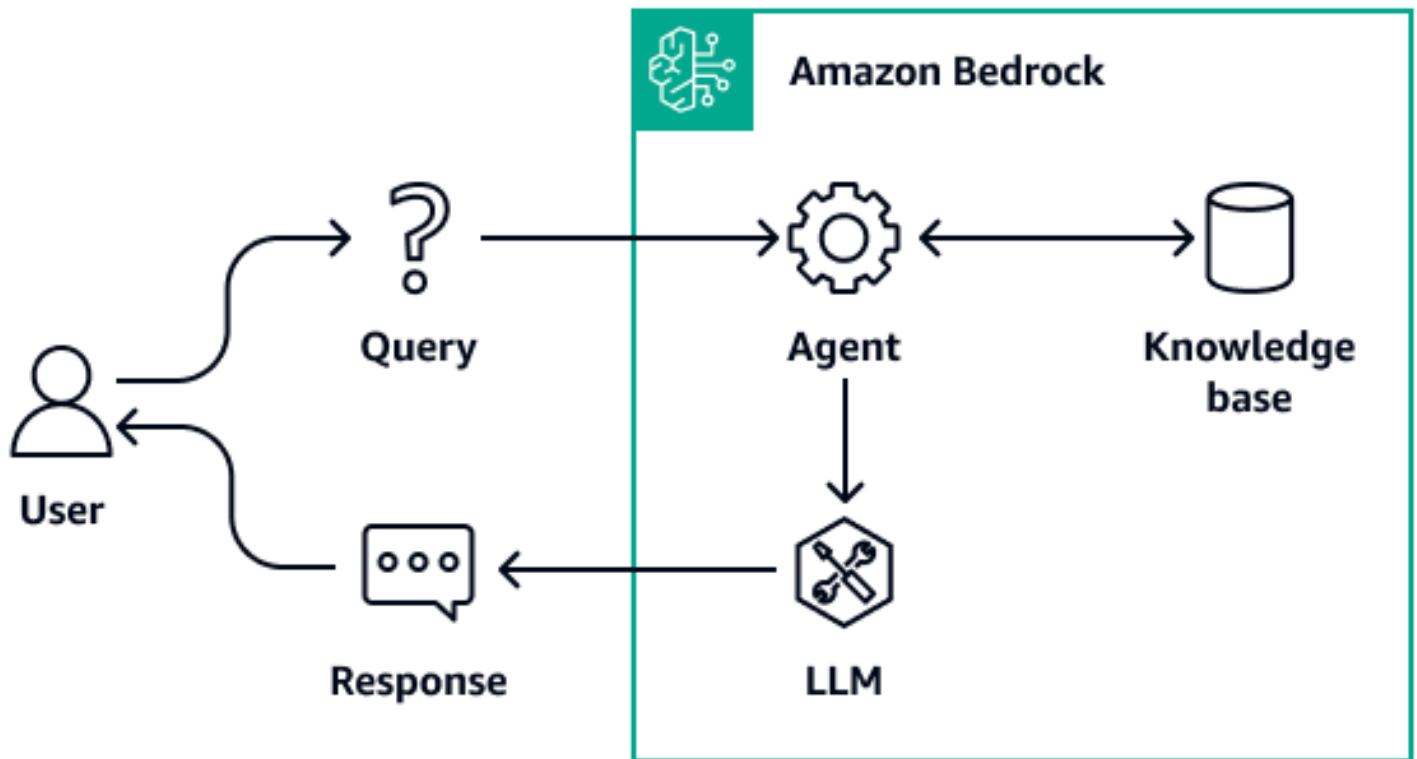 Amazon Bedrock
Query
Agent
Knowledge
base
User
Response
LLM